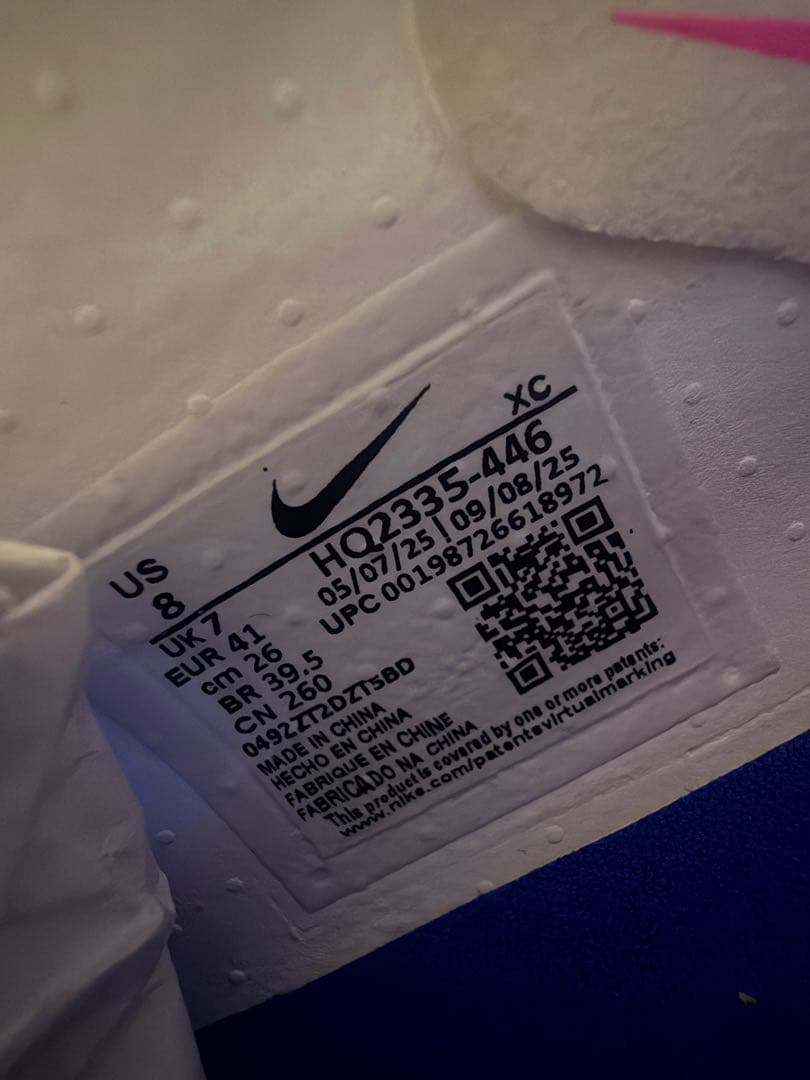 XC
US
8
HQ2335-446
05/07/25 | 09/08/25
UPC 00198726618972
UK 7
EUR 41
cm 26
BR 39.5
CN 260
0492ZT2DZT5BD
MADE IN CHINA
HECHO EN CHINA
FABRIQUE EN CHINE
FABRICADO NA CHINA
This product is covered by one or more patents:
www.nike.com/patentsvirtualmarking